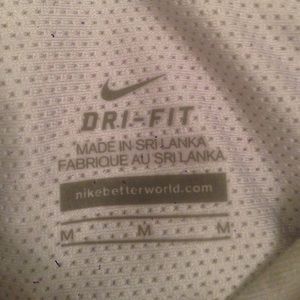 DRI-FIT
MADE IN SRI LANKA
FABRIQUE AU SRI LANKA
nikebetterworld.com
M M M